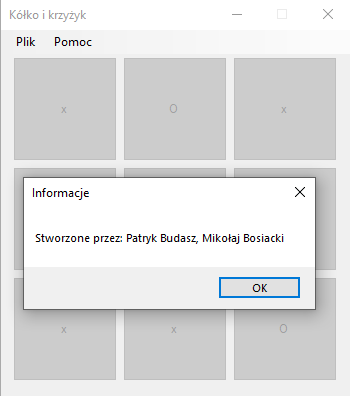 Kółko i krzyżyk
Plik Pomoc
x O x
Informacje
Stworzone przez: Patryk Budasz, Mikołaj Bosiacki
OK
x x O